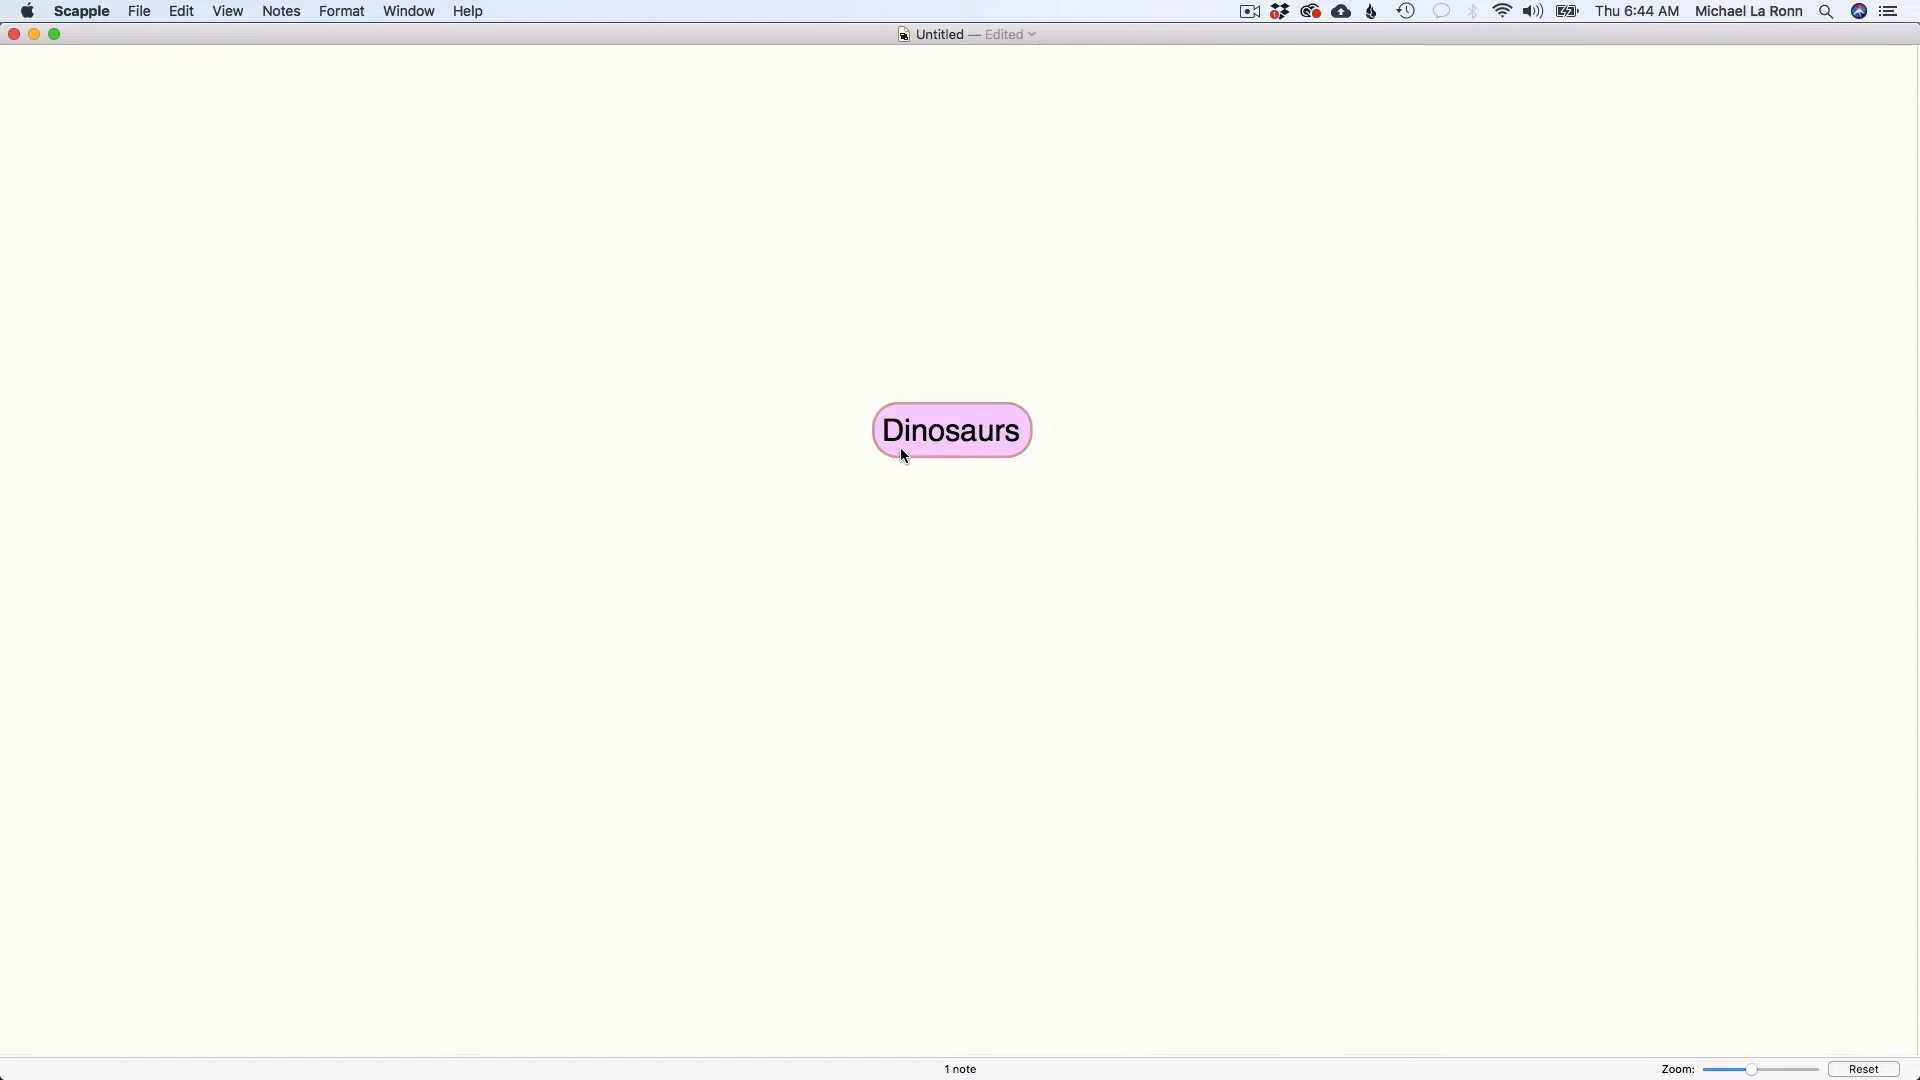 Scapple File Edit View Notes Format Window Help Thu 6:44 AM Michael La Ronn
Untitled — Edited
Dinosaurs
1 note Zoom: Reset